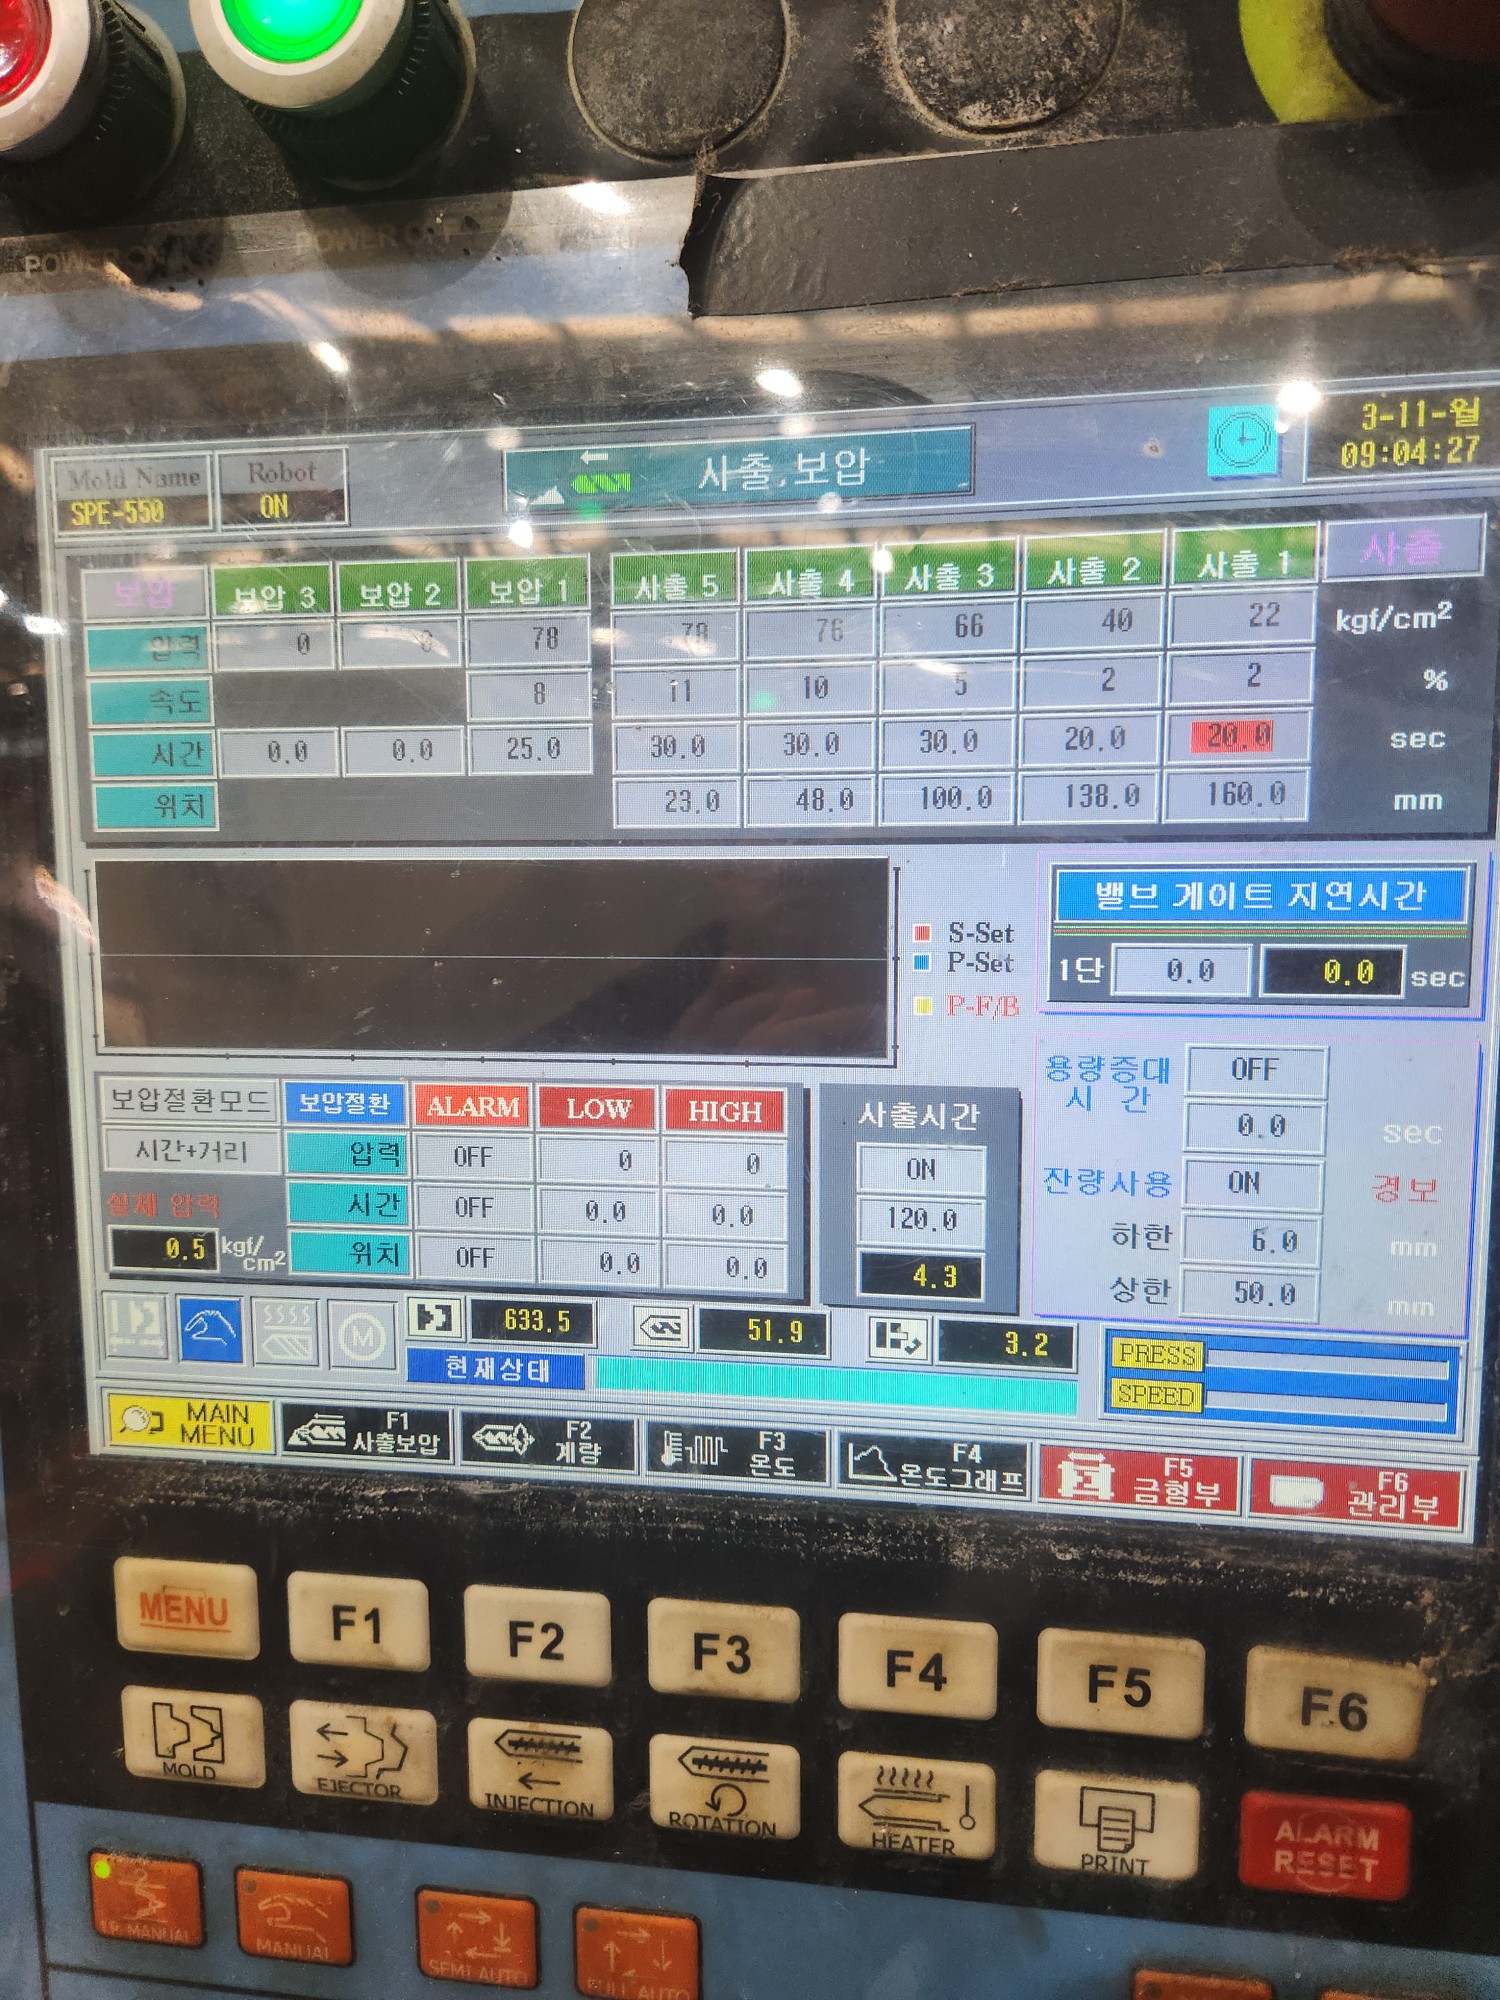 POWER ON
POWER OFF
Mold Name
SPE-550
Robot
ON
사출.보압
3-11-월
09:04:27
보압 보압 3 보압 2 보압 1 사출 5 사출 4 사출 3 사출 2 사출 1 사출
압력 0 0 78 78 76 66 40 22 kgf/cm2
속도 8 11 10 5 2 2 %
시간 0.0 0.0 25.0 30.0 30.0 30.0 20.0 20.0 sec
위치 23.0 48.0 100.0 138.0 160.0 mm
S-Set
P-Set
P-F/B
밸브 게이트 지연시간
1단 0.0 0.0 sec
보압절환모드 보압절환 ALARM LOW HIGH
시간+거리 압력 OFF 0 0
실제 압력 시간 OFF 0.0 0.0
0.5 kgf/cm2 위치 OFF 0.0 0.0
사출시간
ON
120.0
4.3
용량증대 OFF
시 간 0.0 sec
잔량사용 ON 경보
하한 6.0 mm
상한 50.0 mm
M 633.5 51.9 3.2
현재상태
PRESS
SPEED
MAIN MENU
F1 사출보압
F2 계량
F3 온도
F4 온도그래프
F5 금형부
F6 관리부
MENU F1 F2 F3 F4 F5 F6
MOLD EJECTOR INJECTION ROTATION HEATER PRINT ALARM RESET
MANUAL
MANUAL
SEMI AUTO
FULL AUTO